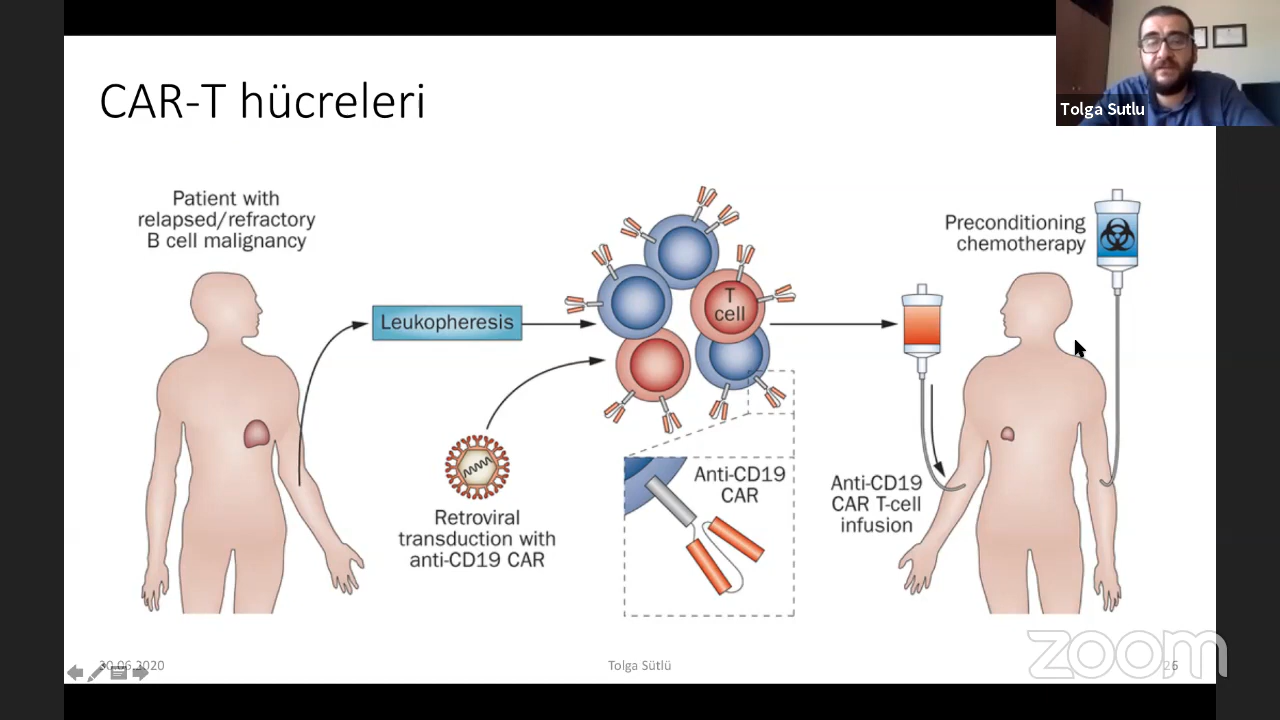 CAR-T hücreleri
Tolga Sutlu
Patient with
relapsed/refractory
B cell malignancy
Leukopheresis
Retroviral
transduction with
anti-CD19 CAR
T
cell
Anti-CD19
CAR
Preconditioning
chemotherapy
Anti-CD19
CAR T-cell
infusion
30.06.2020
Tolga Sütlü
26
zoom